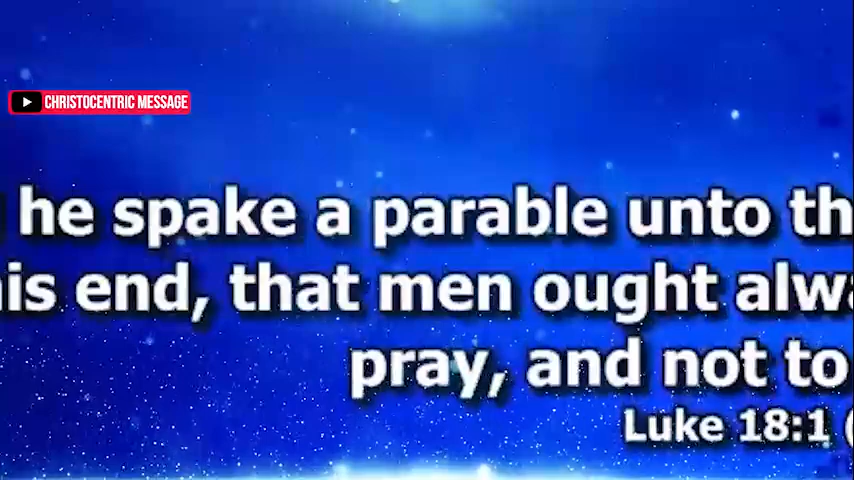 CHRISTOCENTRIC MESSAGE
he spake a parable unto th
is end, that men ought alw
pray, and not to
Luke 18:1 (